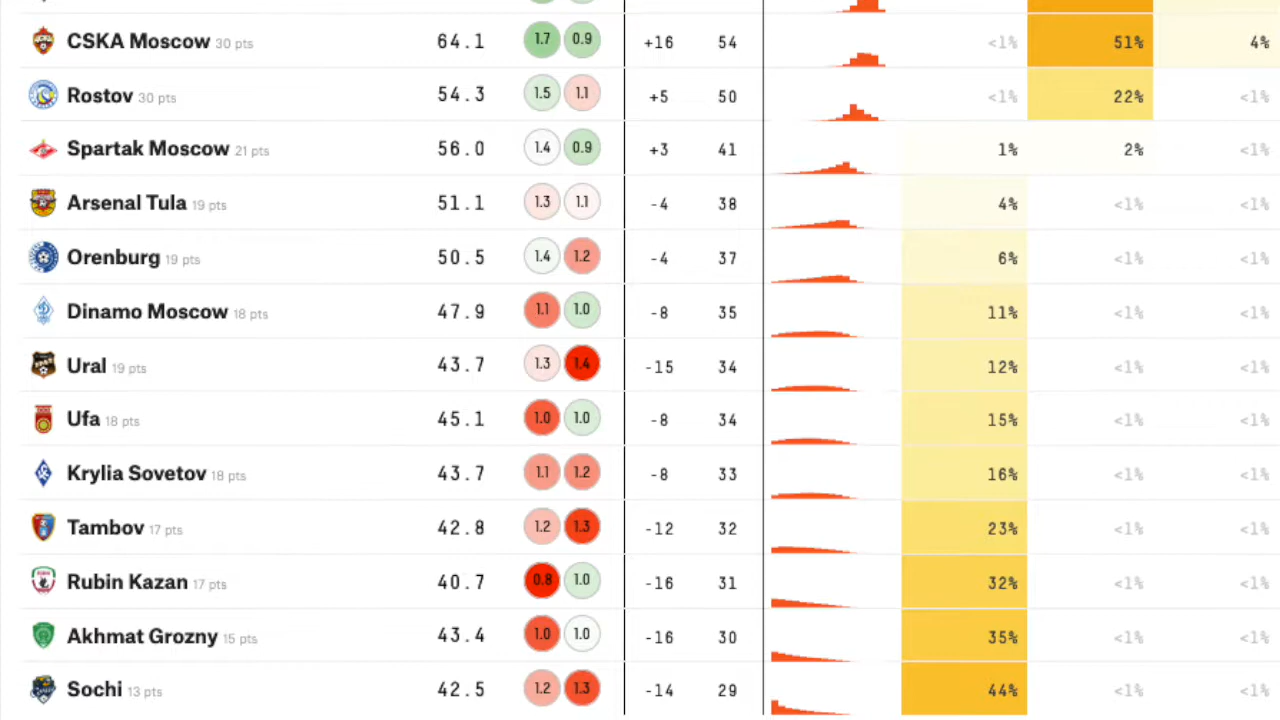 CSKA Moscow 30 pts 64.1 1.7 0.9 +16 54 <1% 51% 4%
Rostov 30 pts 54.3 1.5 1.1 +5 50 <1% 22% <1%
Spartak Moscow 21 pts 56.0 1.4 0.9 +3 41 1% 2% <1%
Arsenal Tula 19 pts 51.1 1.3 1.1 -4 38 4% <1% <1%
Orenburg 19 pts 50.5 1.4 1.2 -4 37 6% <1% <1%
Dinamo Moscow 18 pts 47.9 1.1 1.0 -8 35 11% <1% <1%
Ural 19 pts 43.7 1.3 1.4 -15 34 12% <1% <1%
Ufa 18 pts 45.1 1.0 1.0 -8 34 15% <1% <1%
Krylia Sovetov 18 pts 43.7 1.1 1.2 -8 33 16% <1% <1%
Tambov 17 pts 42.8 1.2 1.3 -12 32 23% <1% <1%
Rubin Kazan 17 pts 40.7 0.8 1.0 -16 31 32% <1% <1%
Akhmat Grozny 15 pts 43.4 1.0 1.0 -16 30 35% <1% <1%
Sochi 13 pts 42.5 1.2 1.3 -14 29 44% <1% <1%